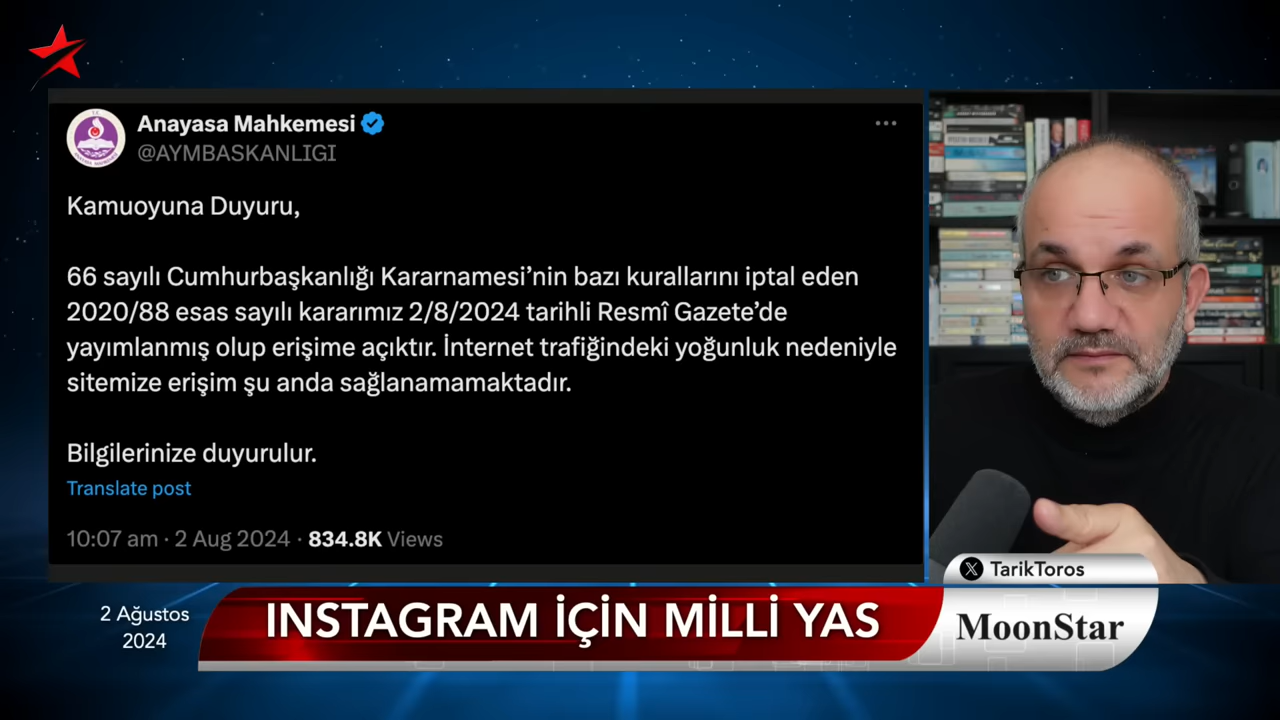 Anayasa Mahkemesi
@AYMBASKANLIGI
Kamuoyuna Duyuru,
66 sayılı Cumhurbaşkanlığı Kararnamesi’nin bazı kurallarını iptal eden
2020/88 esas sayılı kararımız 2/8/2024 tarihli Resmî Gazete’de
yayımlanmış olup erişime açıktır. İnternet trafiğindeki yoğunluk nedeniyle
sitemize erişim şu anda sağlanamamaktadır.
Bilgilerinize duyurulur.
Translate post
10:07 am · 2 Aug 2024 · 834.8K Views
TarikToros
2 Ağustos
2024
INSTAGRAM İÇİN MİLLİ YAS
MoonStar